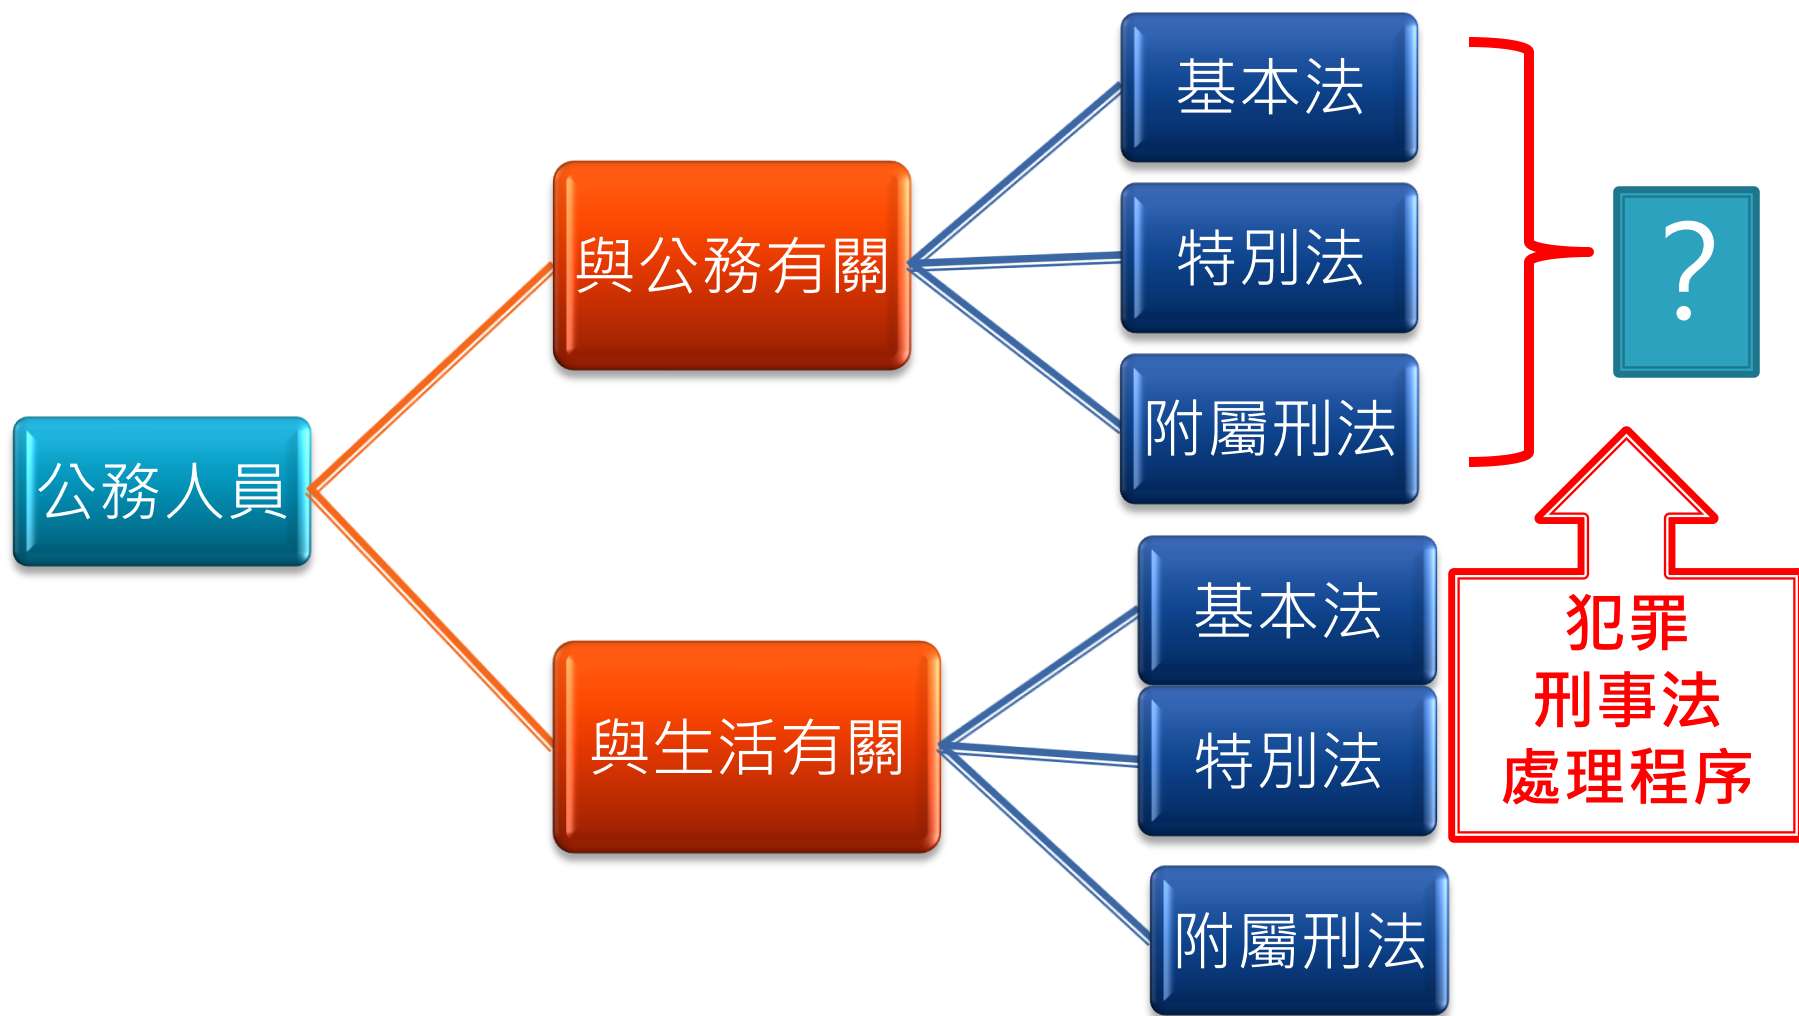 公務人員
與公務有關
基本法
特別法
附屬刑法
?
與生活有關
基本法
特別法
附屬刑法
犯罪
刑事法
處理程序